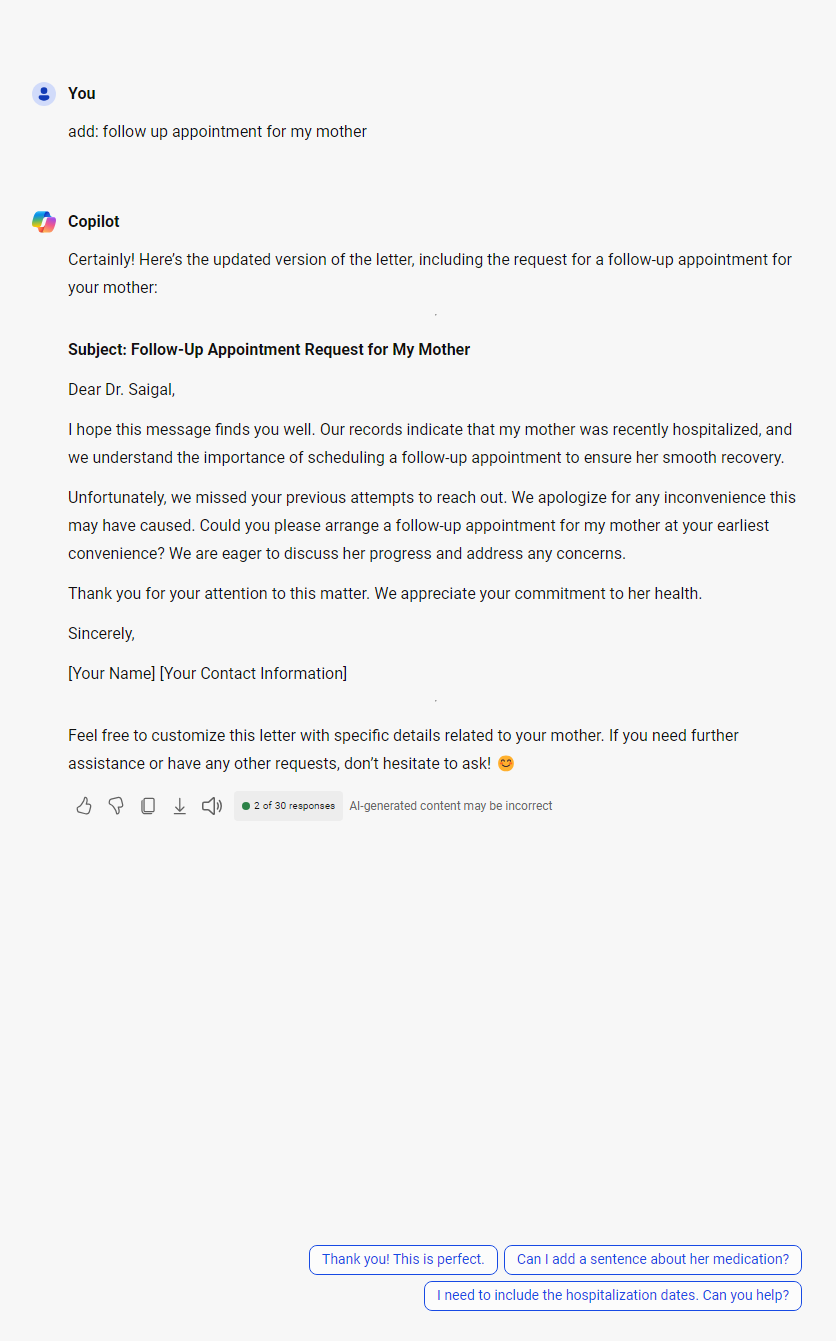 You
add: follow up appointment for my mother
Copilot
Certainly! Here’s the updated version of the letter, including the request for a follow-up appointment for
your mother:
Subject: Follow-Up Appointment Request for My Mother
Dear Dr. Saigal,
I hope this message finds you well. Our records indicate that my mother was recently hospitalized, and
we understand the importance of scheduling a follow-up appointment to ensure her smooth recovery.
Unfortunately, we missed your previous attempts to reach out. We apologize for any inconvenience this
may have caused. Could you please arrange a follow-up appointment for my mother at your earliest
convenience? We are eager to discuss her progress and address any concerns.
Thank you for your attention to this matter. We appreciate your commitment to her health.
Sincerely,
[Your Name] [Your Contact Information]
Feel free to customize this letter with specific details related to your mother. If you need further
assistance or have any other requests, don’t hesitate to ask! 😊
2 of 30 responses AI-generated content may be incorrect
Thank you! This is perfect. Can I add a sentence about her medication?
I need to include the hospitalization dates. Can you help?